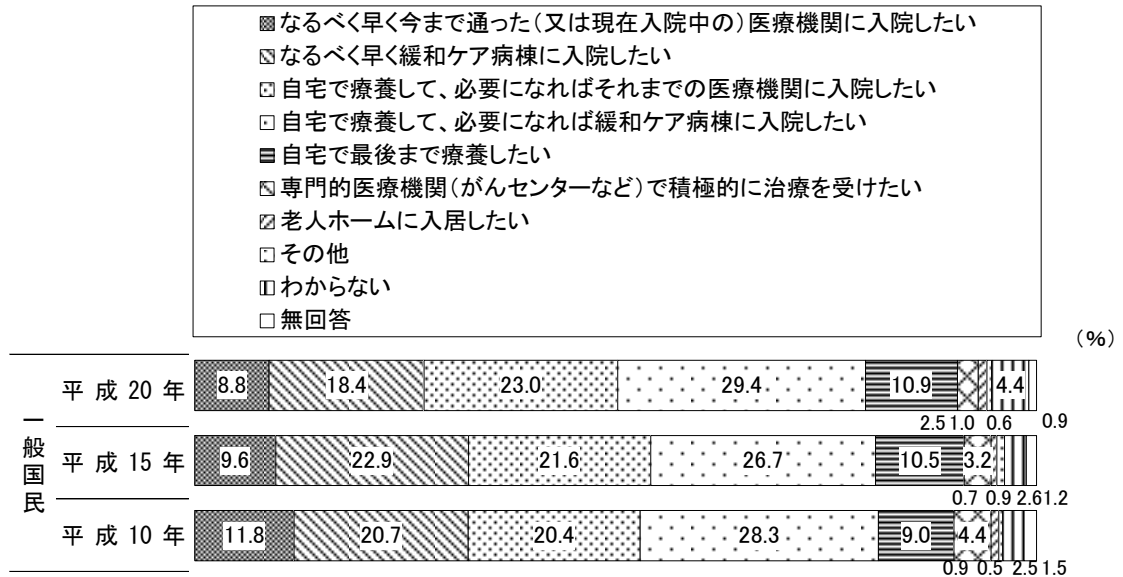 なるべく早く今まで通った(又は現在入院中の)医療機関に入院したい
なるべく早く緩和ケア病棟に入院したい
自宅で療養して、必要になればそれまでの医療機関に入院したい
自宅で療養して、必要になれば緩和ケア病棟に入院したい
自宅で最後まで療養したい
専門的医療機関(がんセンターなど)で積極的に治療を受けたい
老人ホームに入居したい
その他
わからない
無回答
(%)
一般国民
平成20年 8.8 18.4 23.0 29.4 10.9 4.4
2.5 1.0 0.6 0.9
平成15年 9.6 22.9 21.6 26.7 10.5 3.2
0.7 0.9 2.6 1.2
平成10年 11.8 20.7 20.4 28.3 9.0 4.4
0.9 0.5 2.5 1.5